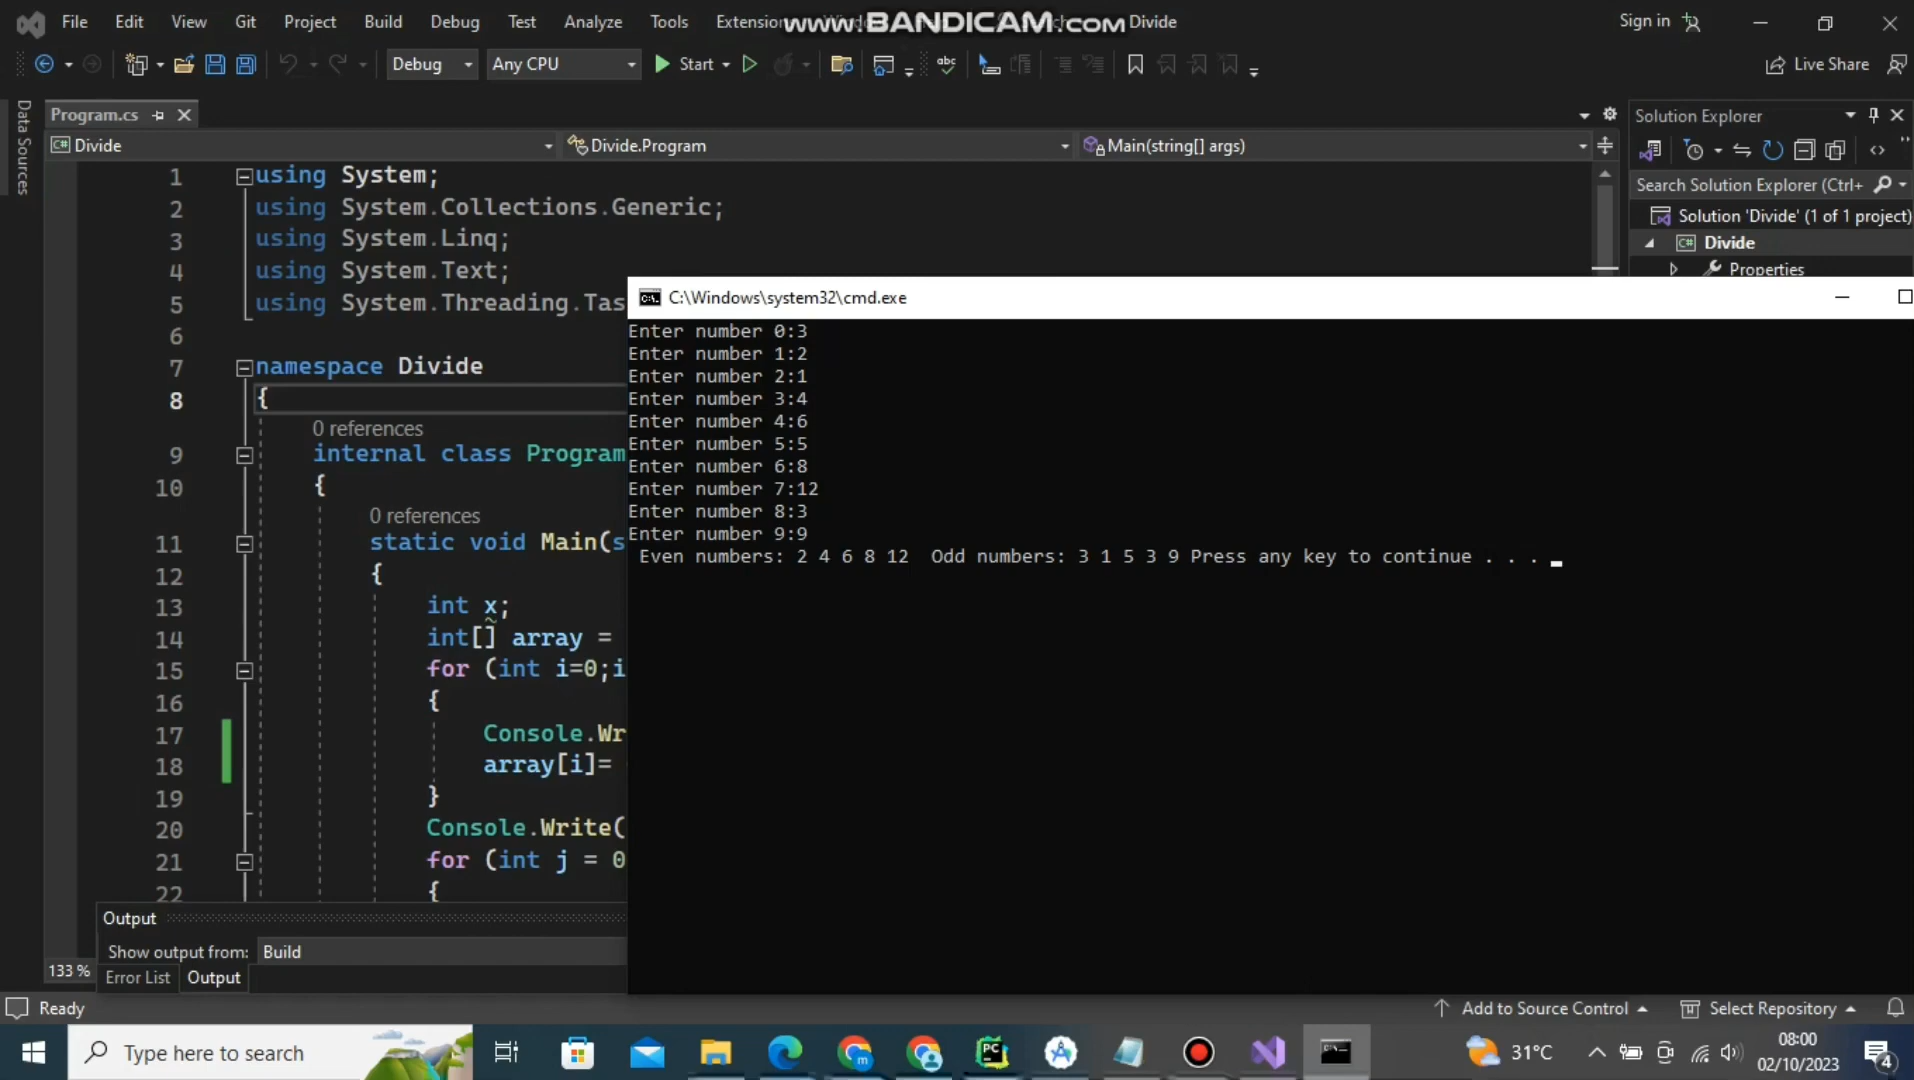 File Edit View Git Project Build Debug Test Analyze Tools Extension www.BANDICAM.com Divide
Sign in
Debug Any CPU Start Live Share
Data Sources
Program.cs
Divide Divide.Program Main(string[] args)
Solution Explorer
Search Solution Explorer (Ctrl+
Solution 'Divide' (1 of 1 project)
Divide
Properties
1 using System;
2 using System.Collections.Generic;
3 using System.Linq;
4 using System.Text;
5 using System.Threading.Tas
6
7 namespace Divide
8 {
0 references
9 internal class Program
10 {
0 references
11 static void Main(s
12 {
13 int x;
14 int[] array =
15 for (int i=0;i
16 {
17 Console.Wr
18 array[i]=
19 }
20 Console.Write(
21 for (int j = 0
22 {
C:\Windows\system32\cmd.exe
Enter number 0:3
Enter number 1:2
Enter number 2:1
Enter number 3:4
Enter number 4:6
Enter number 5:5
Enter number 6:8
Enter number 7:12
Enter number 8:3
Enter number 9:9
Even numbers: 2 4 6 8 12  Odd numbers: 3 1 5 3 9 Press any key to continue . . .
Output
Show output from: Build
133 %
Error List Output
Ready
Add to Source Control Select Repository
Type here to search
31°C
08:00
02/10/2023
4